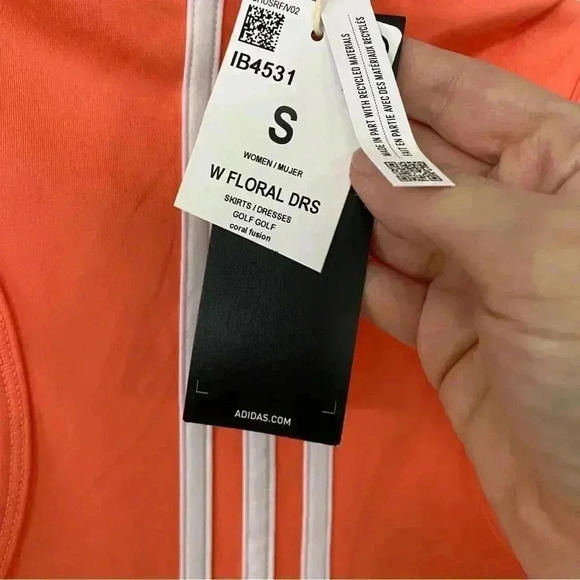 IB4531
S
WOMEN / MUJER
W FLORAL DRS
SKIRTS / DRESSES
GOLF GOLF
coral fusion
MADE IN PART WITH RECYCLED MATERIALS
FAIT EN PARTIE AVEC DES MATÉRIAUX RECYCLÉS
ADIDAS.COM